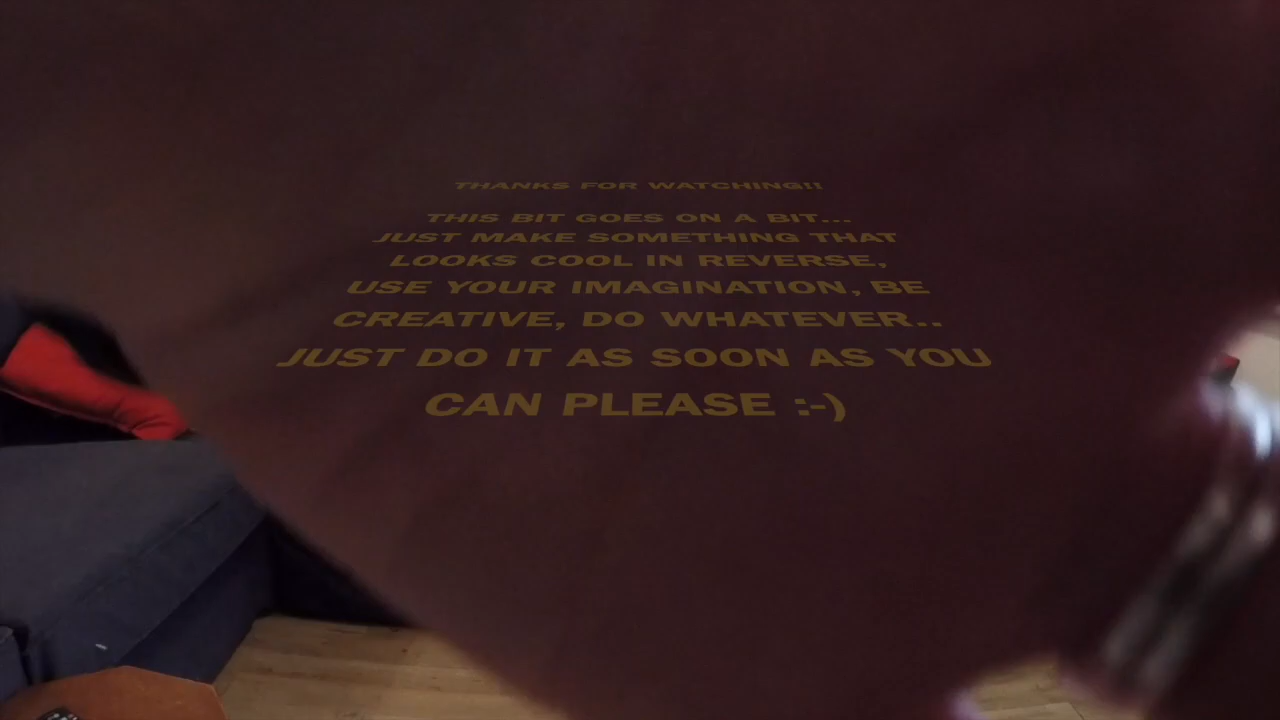 THANKS FOR WATCHING!!
THIS BIT GOES ON A BIT...
JUST MAKE SOMETHING THAT
LOOKS COOL IN REVERSE,
USE YOUR IMAGINATION, BE
CREATIVE, DO WHATEVER..
JUST DO IT AS SOON AS YOU
CAN PLEASE :-)